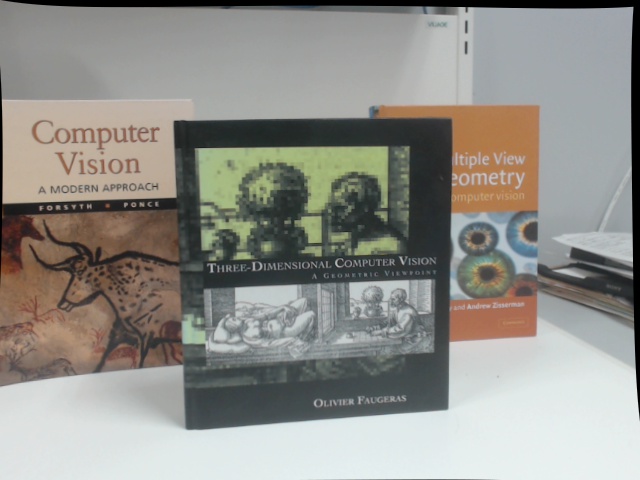 Computer
Vision
A MODERN APPROACH
FORSYTH PONCE
THREE-DIMENSIONAL COMPUTER VISION
A GEOMETRIC VIEWPOINT
OLIVIER FAUGERAS
ltiple View
eometry
computer vision
y and Andrew Zisserman